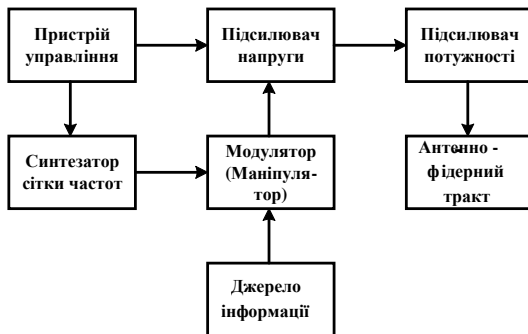 Пристрій
управління
Підсилювач
напруги
Підсилювач
потужності
Синтезатор
сітки частот
Модулятор
(Маніпуля-
тор)
Антенно -
фідерний
тракт
Джерело
інформації